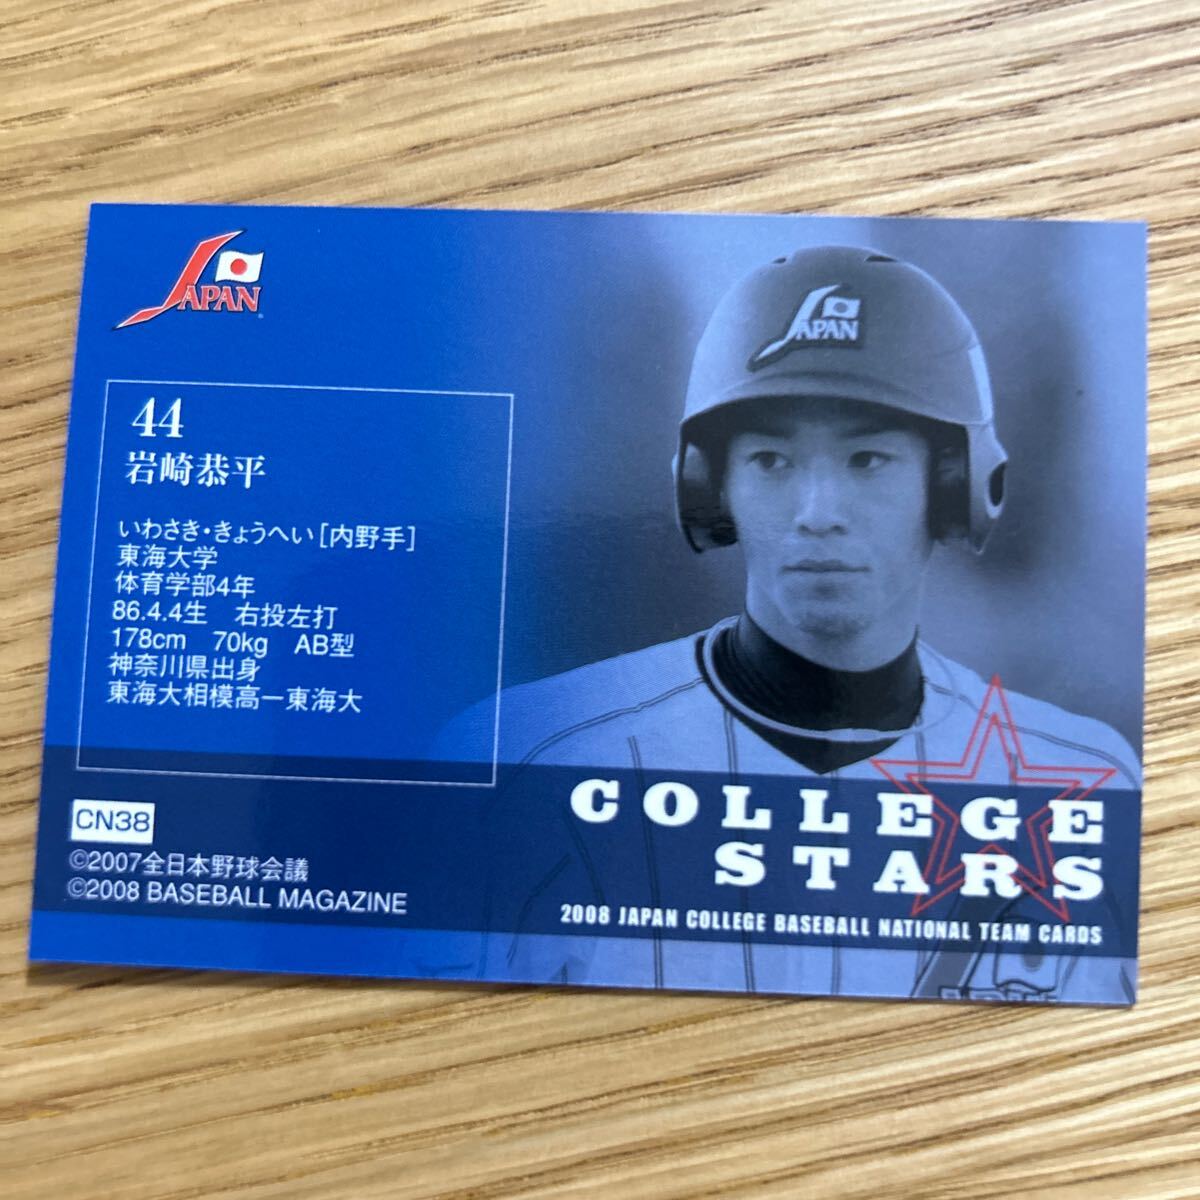 JAPAN
JAPAN
44
岩崎恭平
いわさき・きょうへい[内野手]
東海大学
体育学部4年
86.4.4生 右投左打
178cm 70kg AB型
神奈川県出身
東海大相模高ー東海大
CN38
©2007全日本野球会議
©2008 BASEBALL MAGAZINE
COLLEGE
STARS
2008 JAPAN COLLEGE BASEBALL NATIONAL TEAM CARDS